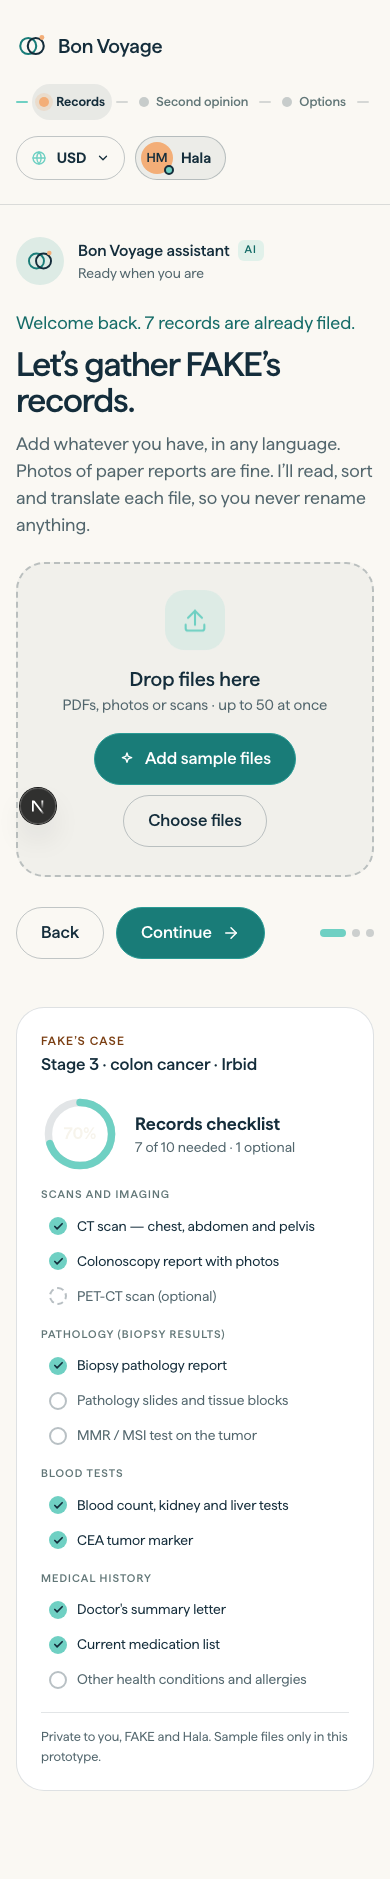 Bon Voyage
Records
Second opinion
Options
USD
HM
Hala
Bon Voyage assistant AI
Ready when you are
Welcome back. 7 records are already filed.
Let's gather FAKE's
records.
Add whatever you have, in any language.
Photos of paper reports are fine. I'll read, sort
and translate each file, so you never rename
anything.
Drop files here
PDFs, photos or scans · up to 50 at once
Add sample files
N
Choose files
Back
Continue
FAKE'S CASE
Stage 3 · colon cancer · Irbid
70%
Records checklist
7 of 10 needed · 1 optional
SCANS AND IMAGING
CT scan — chest, abdomen and pelvis
Colonoscopy report with photos
PET-CT scan (optional)
PATHOLOGY (BIOPSY RESULTS)
Biopsy pathology report
Pathology slides and tissue blocks
MMR / MSI test on the tumor
BLOOD TESTS
Blood count, kidney and liver tests
CEA tumor marker
MEDICAL HISTORY
Doctor's summary letter
Current medication list
Other health conditions and allergies
Private to you, FAKE and Hala. Sample files only in this
prototype.